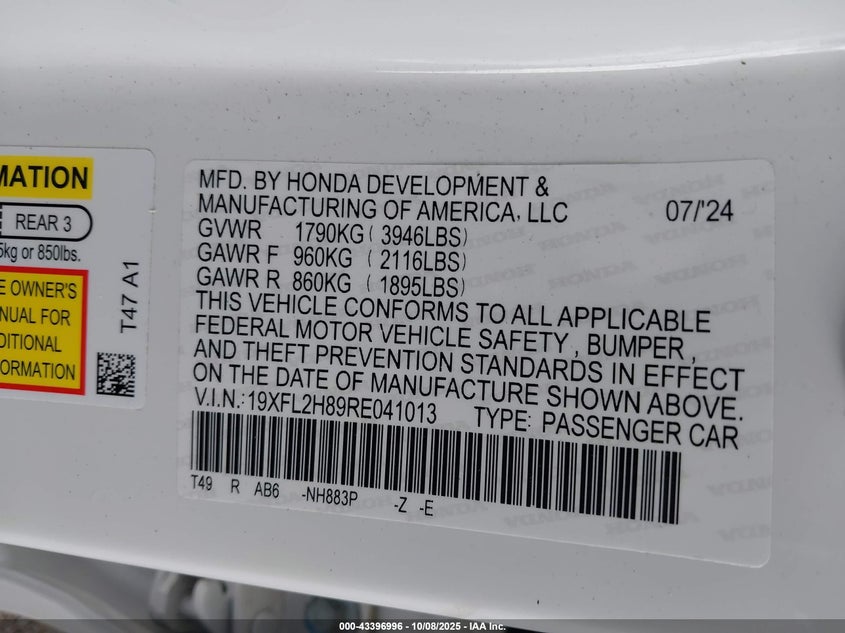 MATION
REAR 3
5kg or 850lbs.
E OWNER'S
NUAL FOR
DITIONAL
FORMATION
T47 A1
MFD. BY HONDA DEVELOPMENT &
MANUFACTURING OF AMERICA, LLC 07/'24
GVWR 1790KG ( 3946LBS)
GAWR F 960KG ( 2116LBS)
GAWR R 860KG ( 1895LBS)
THIS VEHICLE CONFORMS TO ALL APPLICABLE
FEDERAL MOTOR VEHICLE SAFETY , BUMPER ,
AND THEFT PREVENTION STANDARDS IN EFFECT
ON THE DATE OF MANUFACTURE SHOWN ABOVE.
V.I.N.: 19XFL2H89RE041013 TYPE: PASSENGER CAR
T49 R AB6 -NH883P -Z -E
000-43396996 - 10/08/2025 - IAA Inc.